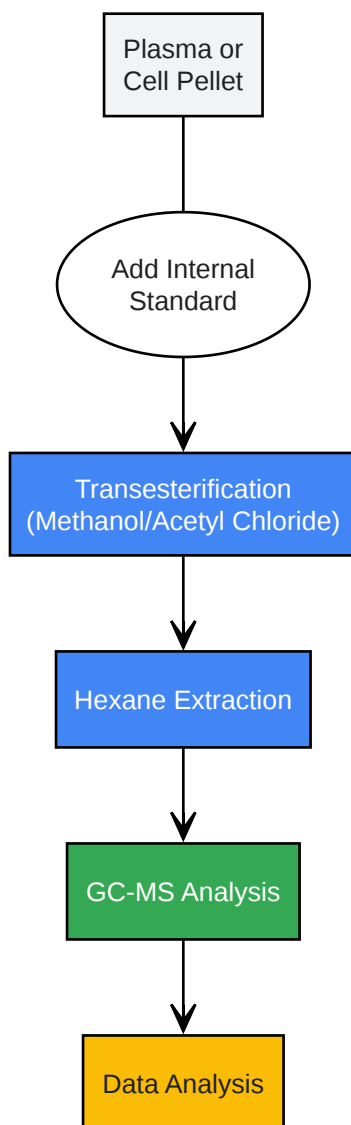 Plasma or
Cell Pellet
Add Internal
Standard
Transesterification
(Methanol/Acetyl Chloride)
Hexane Extraction
GC-MS Analysis
Data Analysis